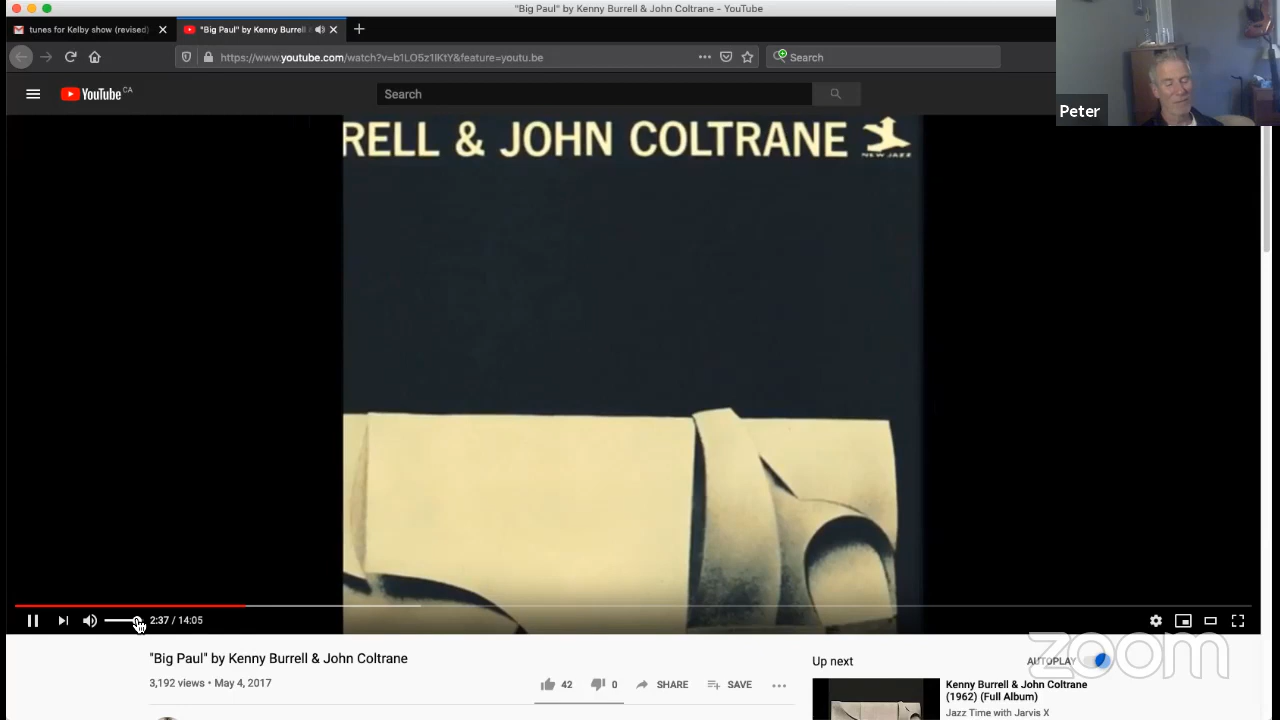 "Big Paul" by Kenny Burrell & John Coltrane - YouTube
tunes for Kelby show (revised)
"Big Paul" by Kenny Burrell
https://www.youtube.com/watch?v=b1LO5z1lKtY&feature=youtu.be
Search
YouTube CA
Search
Peter
RELL & JOHN COLTRANE
NEW JAZZ
2:37 / 14:05
zoom
"Big Paul" by Kenny Burrell & John Coltrane
3,192 views • May 4, 2017
42
0
SHARE
SAVE
Up next
AUTOPLAY
Kenny Burrell & John Coltrane
(1962) (Full Album)
Jazz Time with Jarvis X